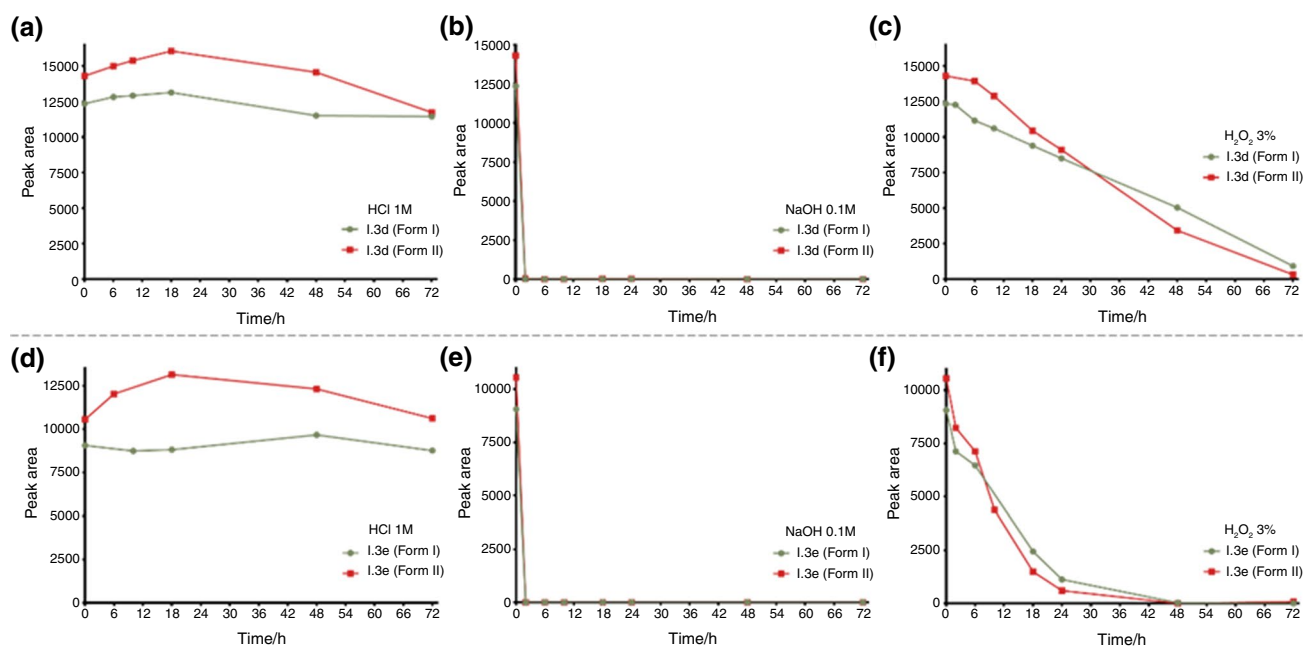 (a)
15000
12500
10000
7500
5000
2500
0
Peak area
0 6 12 18 24 30 36 42 48 54 60 66 72
Time/h
HCl 1M
I.3d (Form I)
I.3d (Form II)
(b)
15000
12500
10000
7500
5000
2500
0
Peak area
0 6 12 18 24 30 36 42 48 54 60 66 72
Time/h
NaOH 0.1M
I.3d (Form I)
I.3d (Form II)
(c)
15000
12500
10000
7500
5000
2500
0
Peak area
0 6 12 18 24 30 36 42 48 54 60 66 72
Time/h
H₂O₂ 3%
I.3d (Form I)
I.3d (Form II)
(d)
12500
10000
7500
5000
2500
0
Peak area
0 6 12 18 24 30 36 42 48 54 60 66 72
Time/h
HCl 1M
I.3e (Form I)
I.3e (Form II)
(e)
10000
7500
5000
2500
0
Peak area
0 6 12 18 24 30 36 42 48 54 60 66 72
Time/h
NaOH 0.1M
I.3e (Form I)
I.3e (Form II)
(f)
10000
7500
5000
2500
0
Peak area
0 6 12 18 24 30 36 42 48 54 60 66 72
Time/h
H₂O₂ 3%
I.3e (Form I)
I.3e (Form II)